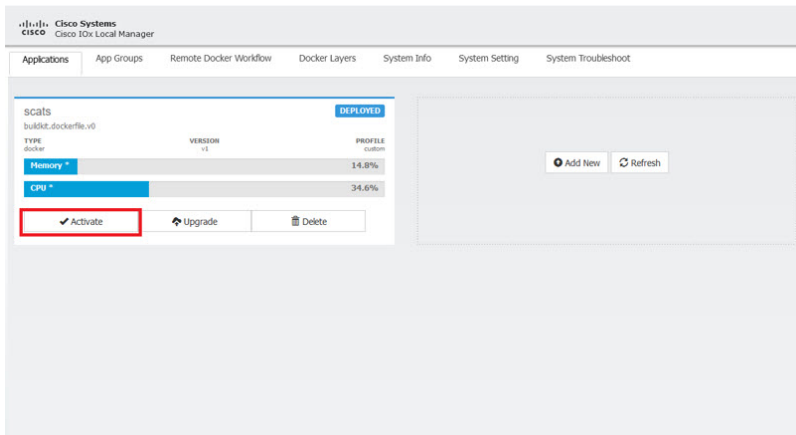 Cisco Systems
CISCO Cisco IOx Local Manager
Applications App Groups Remote Docker Workflow Docker Layers System Info System Setting System Troubleshoot
scats DEPLOYED
buildkit.dockerfile.v0
TYPE VERSION PROFILE
docker v1 custom
Memory * 14.8%
CPU * 34.6%
Activate Upgrade Delete
Add New Refresh